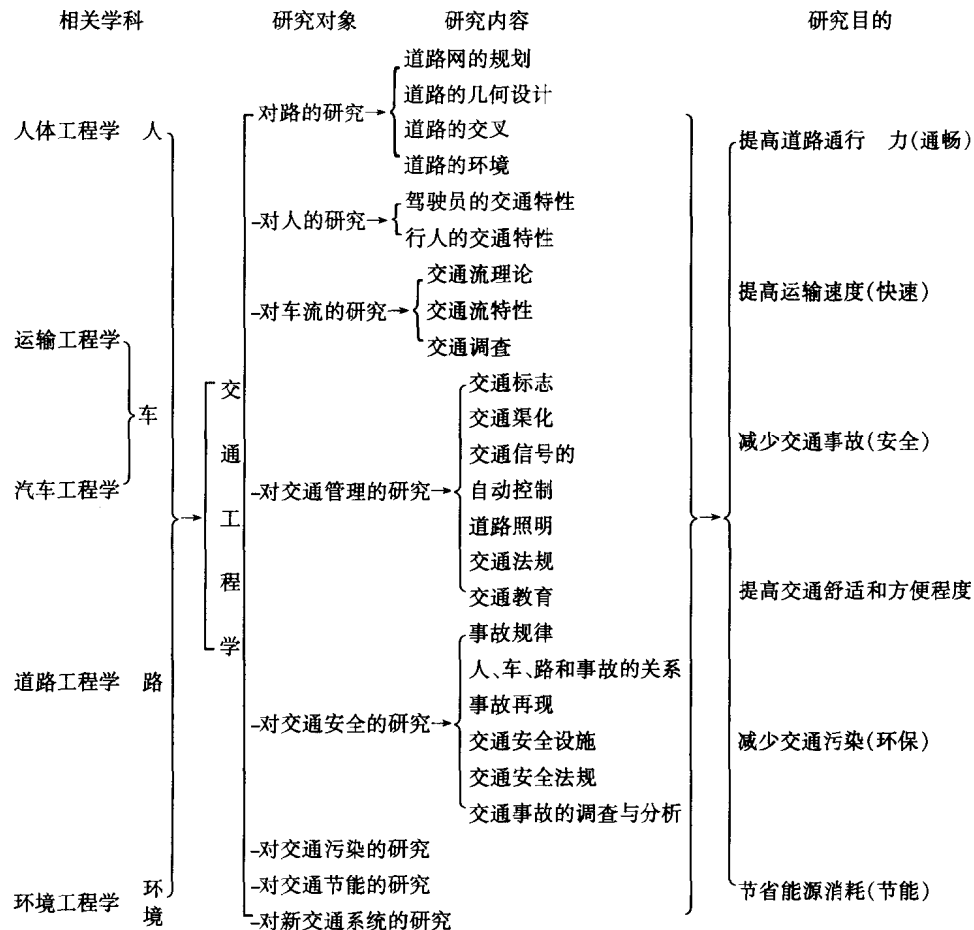 相关学科 研究对象 研究内容 研究目的
人体工程学 人
运输工程学
车
汽车工程学
道路工程学 路
环境工程学 环境
交通工程学
对路的研究
道路网的规划
道路的几何设计
道路的交叉
道路的环境
对人的研究
驾驶员的交通特性
行人的交通特性
对车流的研究
交通流理论
交通流特性
交通调查
对交通管理的研究
交通标志
交通渠化
交通信号的
自动控制
道路照明
交通法规
交通教育
对交通安全的研究
事故规律
人、车、路和事故的关系
事故再现
交通安全设施
交通安全法规
交通事故的调查与分析
对交通污染的研究
对交通节能的研究
对新交通系统的研究
提高道路通行 力(通畅)
提高运输速度(快速)
减少交通事故(安全)
提高交通舒适和方便程度
减少交通污染(环保)
节省能源消耗(节能)